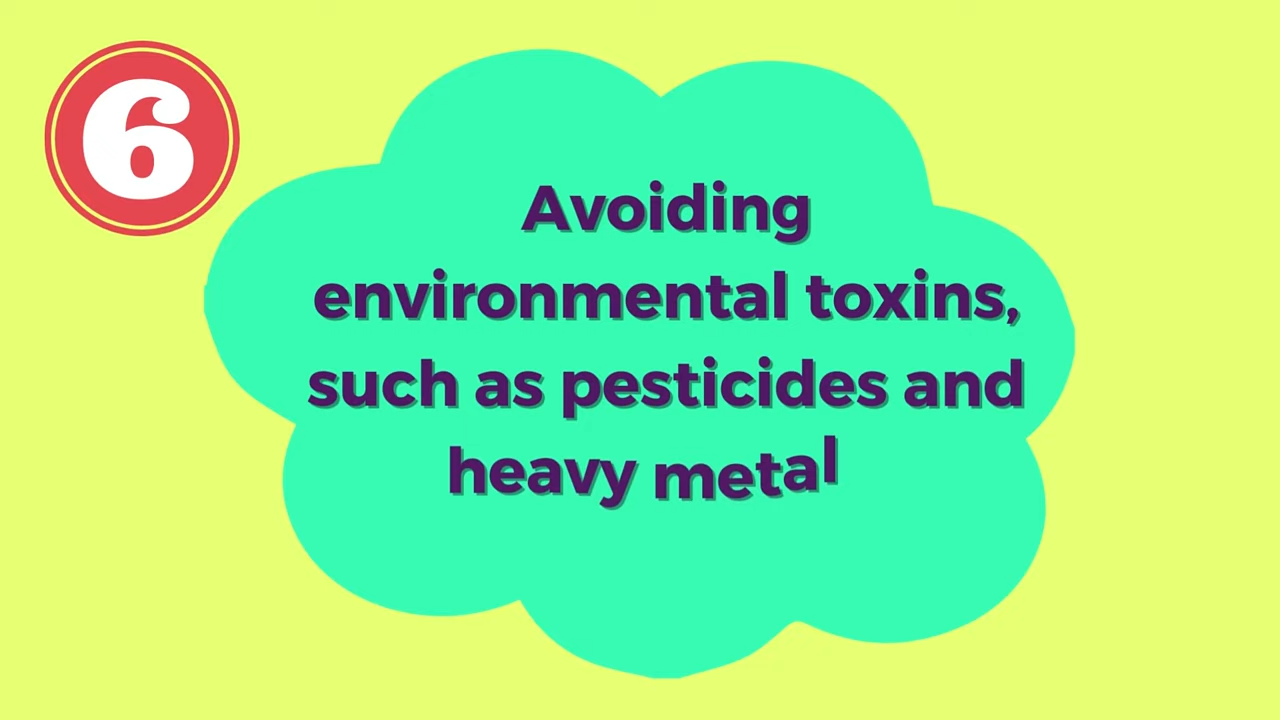 6
Avoiding
environmental toxins,
such as pesticides and
heavy metal